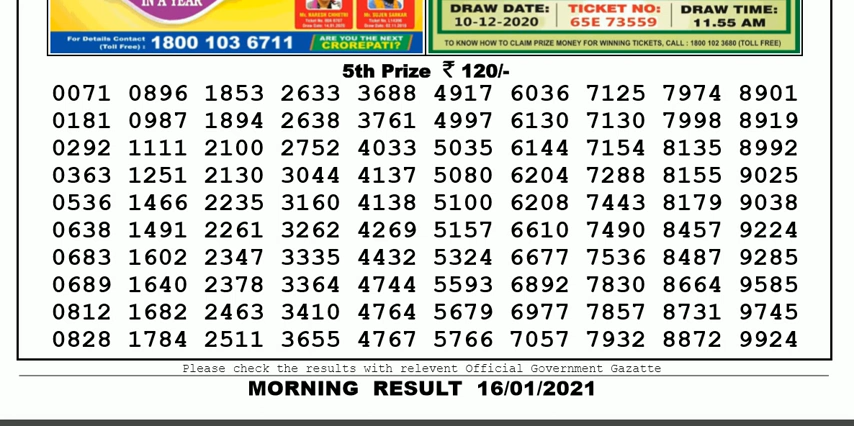 IN A YEAR
Mr. RAKESH CHHETRI
Mr. SUJEN SARKAR
For Details Contact
(Toll Free) : 1800 103 6711
ARE YOU THE NEXT
CROREPATI?
DRAW DATE:
10-12-2020
TICKET NO:
65E 73559
DRAW TIME:
11.55 AM
TO KNOW HOW TO CLAIM PRIZE MONEY FOR WINNING TICKETS, CALL : 1800 102 3680 (TOLL FREE)
5th Prize ₹ 120/-
0071 0896 1853 2633 3688 4917 6036 7125 7974 8901
0181 0987 1894 2638 3761 4997 6130 7130 7998 8919
0292 1111 2100 2752 4033 5035 6144 7154 8135 8992
0363 1251 2130 3044 4137 5080 6204 7288 8155 9025
0536 1466 2235 3160 4138 5100 6208 7443 8179 9038
0638 1491 2261 3262 4269 5157 6610 7490 8457 9224
0683 1602 2347 3335 4432 5324 6677 7536 8487 9285
0689 1640 2378 3364 4744 5593 6892 7830 8664 9585
0812 1682 2463 3410 4764 5679 6977 7857 8731 9745
0828 1784 2511 3655 4767 5766 7057 7932 8872 9924
Please check the results with relevent Official Government Gazatte
MORNING RESULT 16/01/2021